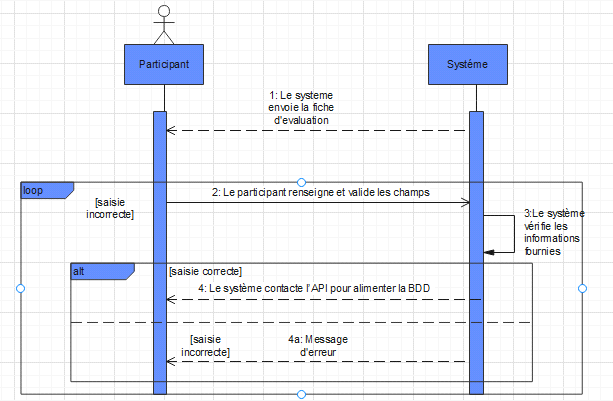 Participant
Systéme
1: Le systeme
envoie la fiche
d'evaluation
loop
[saisie
incorrecte]
2: Le participant renseigne et valide les champs
3:Le système
vérifie les
informations
fournies
alt
[saisie correcte]
4: Le système contacte l'API pour alimenter la BDD
[saisie
incorrecte]
4a: Message
d'erreur